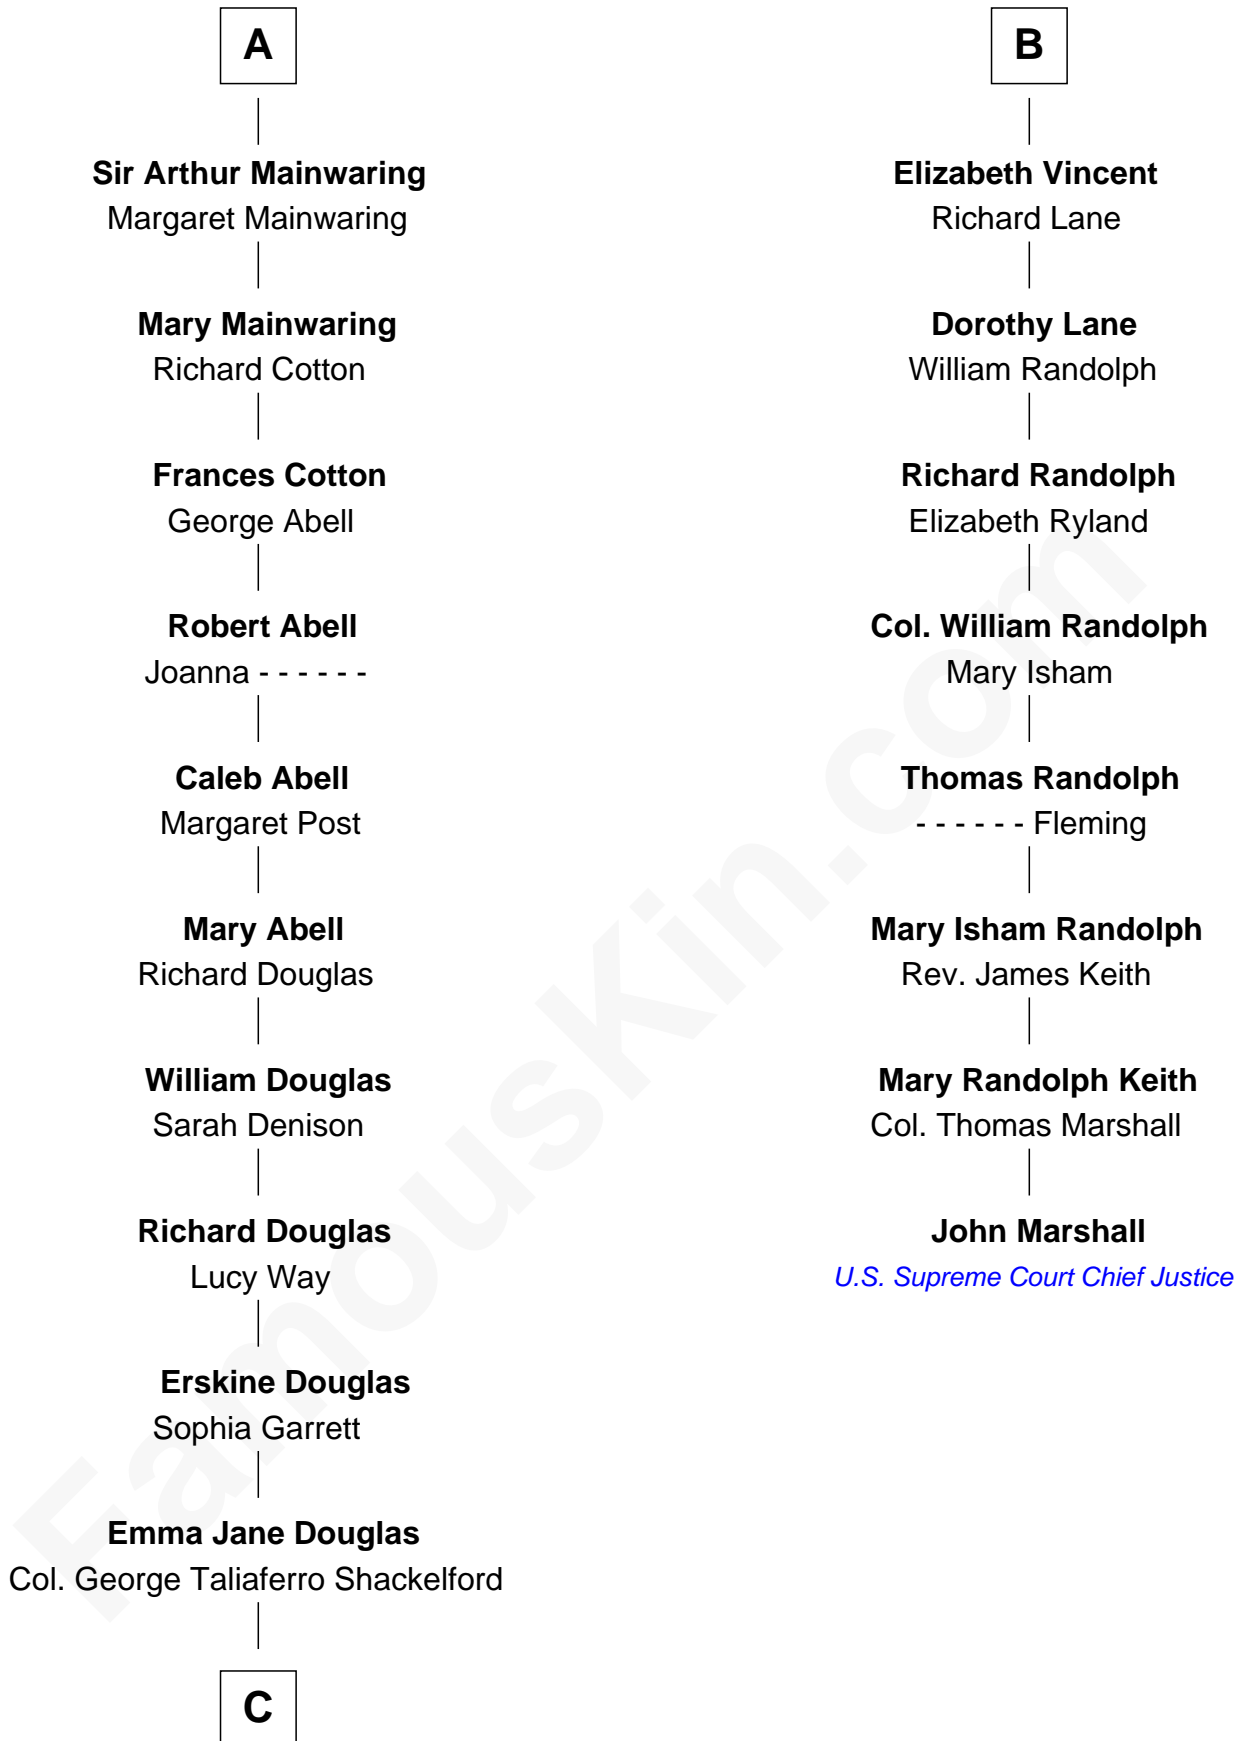 A
Sir Arthur Mainwaring
Margaret Mainwaring
Mary Mainwaring
Richard Cotton
Frances Cotton
George Abell
Robert Abell
Joanna - - - - - -
Caleb Abell
Margaret Post
Mary Abell
Richard Douglas
William Douglas
Sarah Denison
Richard Douglas
Lucy Way
Erskine Douglas
Sophia Garrett
Emma Jane Douglas
Col. George Taliaferro Shackelford
C
B
Elizabeth Vincent
Richard Lane
Dorothy Lane
William Randolph
Richard Randolph
Elizabeth Ryland
Col. William Randolph
Mary Isham
Thomas Randolph
- - - - - - Fleming
Mary Isham Randolph
Rev. James Keith
Mary Randolph Keith
Col. Thomas Marshall
John Marshall
U.S. Supreme Court Chief Justice
FamousKin.com